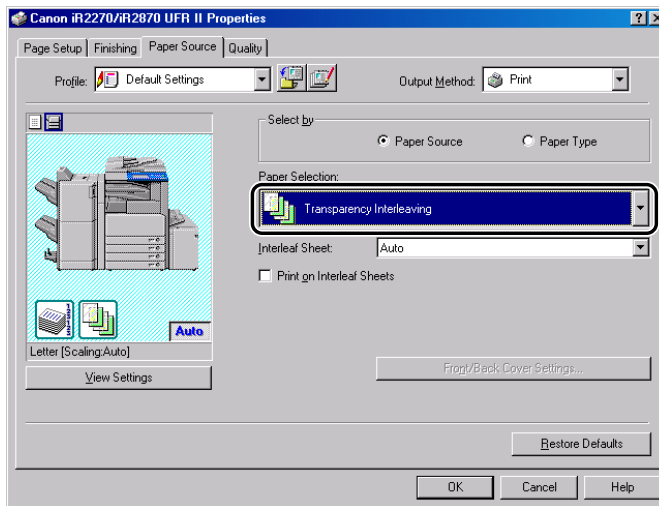 Canon iR2270/iR2870 UFR II Properties
Page Setup Finishing Paper Source Quality
Profile: Default Settings Output Method: Print
Select by
Paper Source Paper Type
Paper Selection:
Transparency Interleaving
Interleaf Sheet: Auto
Print on Interleaf Sheets
Auto
Letter [Scaling:Auto]
View Settings
Front/Back Cover Settings...
Restore Defaults
OK Cancel Help